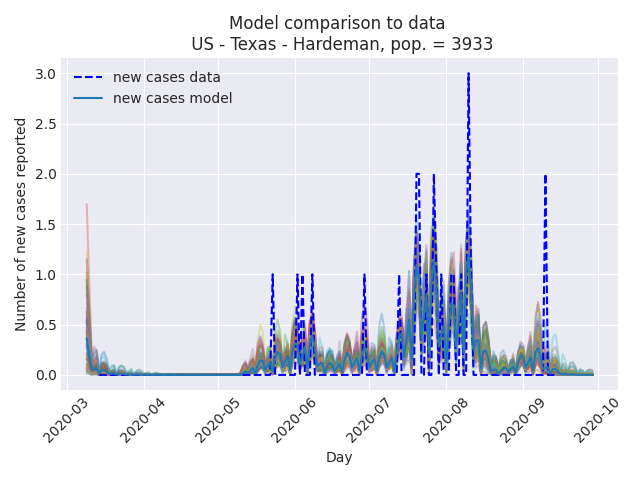 Model comparison to data
US - Texas - Hardeman, pop. = 3933
new cases data
new cases model
Number of new cases reported
3.0
2.5
2.0
1.5
1.0
0.5
0.0
2020-03
2020-04
2020-05
2020-06
2020-07
2020-08
2020-09
2020-10
Day